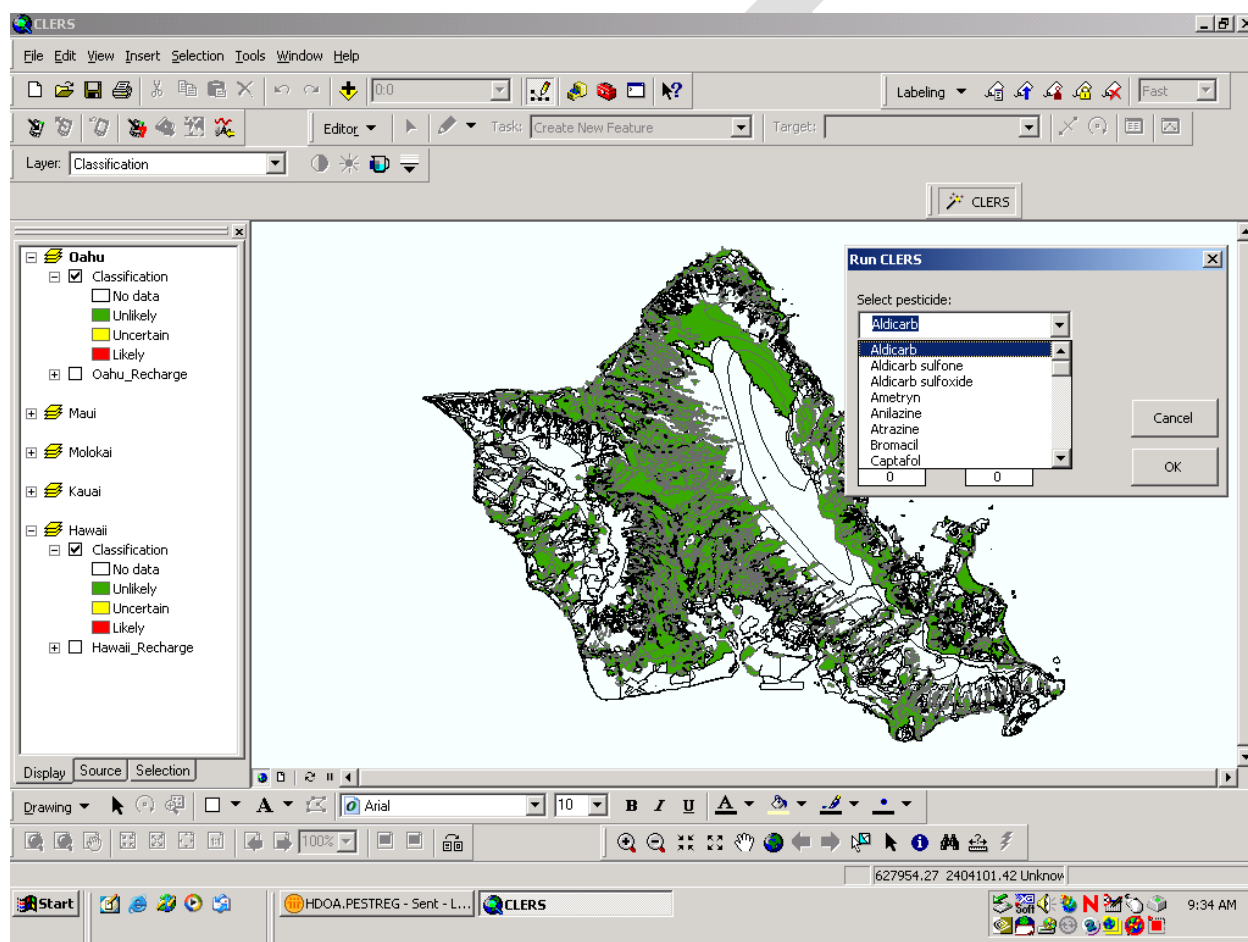 CLERS
File Edit View Insert Selection Tools Window Help
0:0
Labeling
Fast
Editor
Task: Create New Feature
Target:
Layer: Classification
CLERS
Oahu
Classification
No data
Unlikely
Uncertain
Likely
Oahu_Recharge
Maui
Molokai
Kauai
Hawaii
Classification
No data
Unlikely
Uncertain
Likely
Hawaii_Recharge
Run CLERS
Select pesticide:
Aldicarb
Aldicarb
Aldicarb sulfone
Aldicarb sulfoxide
Ametryn
Anilazine
Atrazine
Bromacil
Captafol
0 0
Cancel
OK
Display Source Selection
Drawing A Arial 10 B I U A
1:1 100%
627954.27 2404101.42 Unknow
Start HDOA.PESTREG - Sent - L... CLERS Soft N 9:34 AM